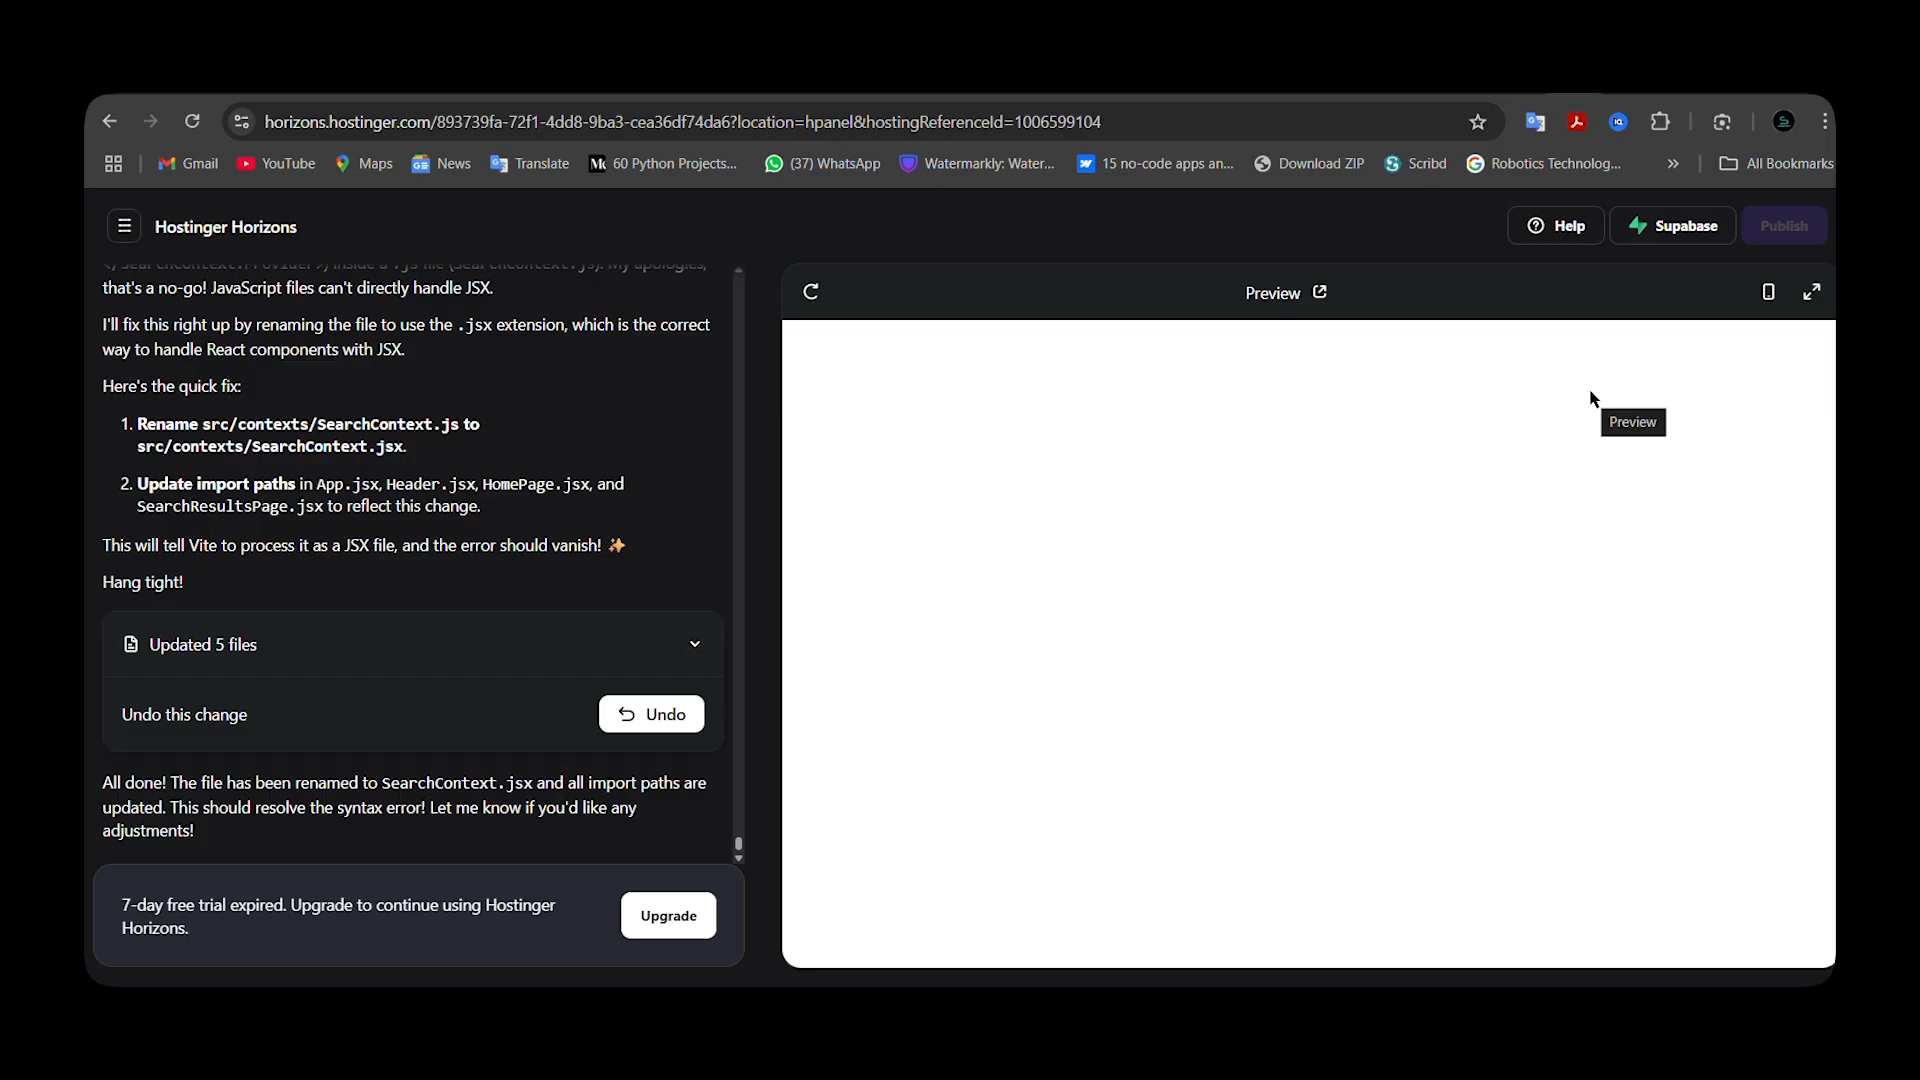 horizons.hostinger.com/893739fa-72f1-4dd8-9ba3-cea36df74da6?location=hpanel&hostingReferenceId=1006599104
Gmail YouTube Maps News Translate 60 Python Projects... (37) WhatsApp Watermarkly: Water... 15 no-code apps an... Download ZIP Scribd Robotics Technolog... » All Bookmarks
Hostinger Horizons
Help Supabase Publish
</SearchContext.Provider>) inside a .js file (SearchContext.js). My apologies,
that's a no-go! JavaScript files can't directly handle JSX.
I'll fix this right up by renaming the file to use the .jsx extension, which is the correct
way to handle React components with JSX.
Here's the quick fix:
1. Rename src/contexts/SearchContext.js to
src/contexts/SearchContext.jsx.
2. Update import paths in App.jsx, Header.jsx, HomePage.jsx, and
SearchResultsPage.jsx to reflect this change.
This will tell Vite to process it as a JSX file, and the error should vanish! ✨
Hang tight!
Updated 5 files
Undo this change
Undo
All done! The file has been renamed to SearchContext.jsx and all import paths are
updated. This should resolve the syntax error! Let me know if you'd like any
adjustments!
7-day free trial expired. Upgrade to continue using Hostinger
Horizons.
Upgrade
Preview
Preview